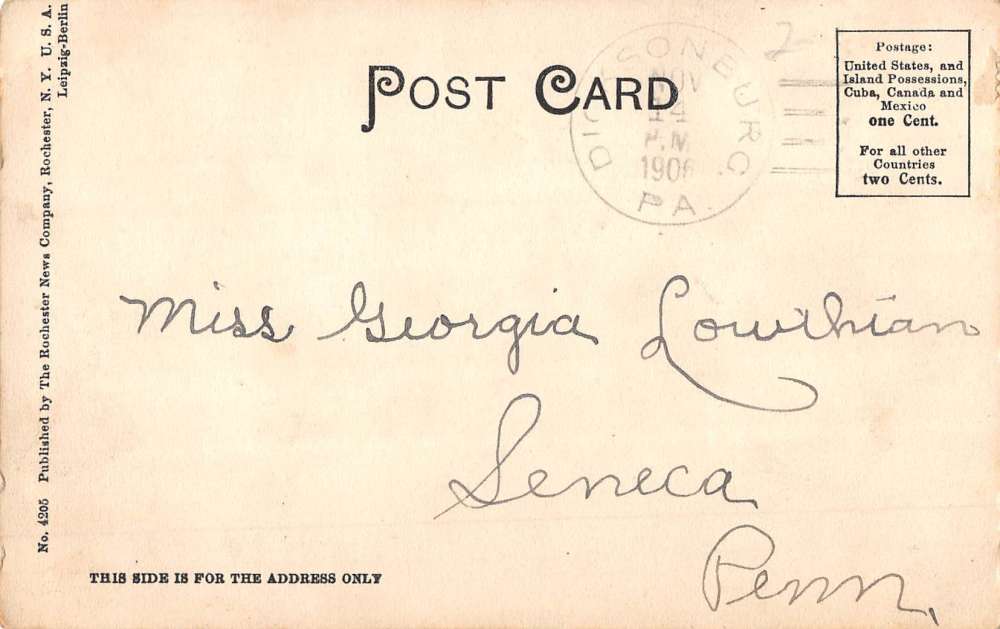 No. 4205 Published by The Rochester News Company, Rochester, N. Y. U. S. A.
Leipzig-Berlin
POST CARD
NOV
P.M.
1906
PA.
2
Postage:
United States, and
Island Possessions,
Cuba, Canada and
Mexico
one Cent.
For all other
Countries
two Cents.
Miss Georgia Lowthian
Seneca
Penn,
THIS SIDE IS FOR THE ADDRESS ONLY